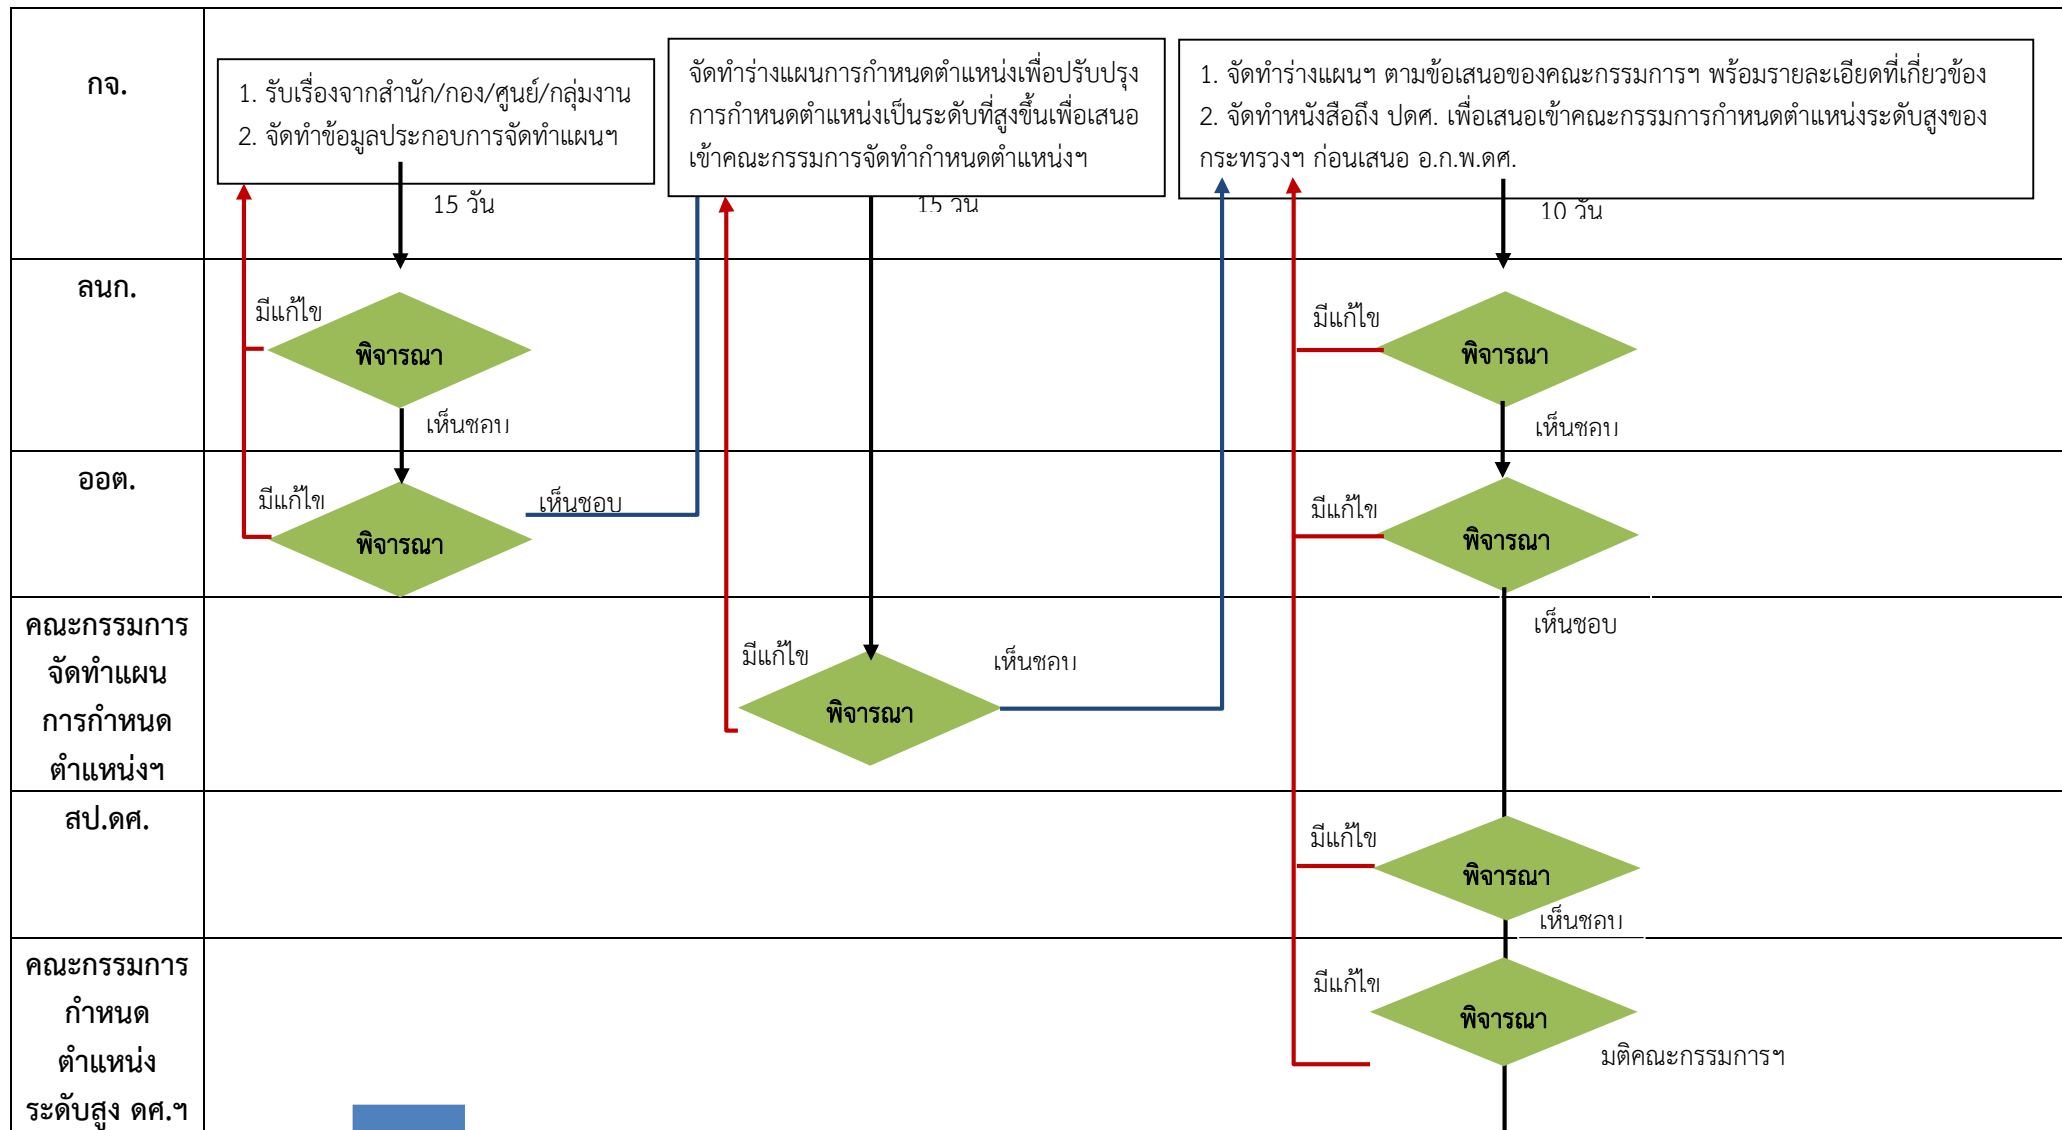 กจ.
1. รับเรื่องจากสำนัก/กอง/ศูนย์/กลุ่มงาน
2. จัดทำข้อมูลประกอบการจัดทำแผนฯ
15 วัน
จัดทำร่างแผนการกำหนดตำแหน่งเพื่อปรับปรุง
การกำหนดตำแหน่งเป็นระดับที่สูงขึ้นเพื่อเสนอ
เข้าคณะกรรมการจัดทำกำหนดตำแหน่งฯ
15 วัน
1. จัดทำร่างแผนฯ ตามข้อเสนอของคณะกรรมการฯ พร้อมรายละเอียดที่เกี่ยวข้อง
2. จัดทำหนังสือถึง ปดศ. เพื่อเสนอเข้าคณะกรรมการกำหนดตำแหน่งระดับสูงของ
กระทรวงฯ ก่อนเสนอ อ.ก.พ.ดศ.
10 วัน
ลนก.
มีแก้ไข
พิจารณา
เห็นชอบ
มีแก้ไข
พิจารณา
เห็นชอบ
ออต.
มีแก้ไข
พิจารณา
เห็นชอบ
มีแก้ไข
พิจารณา
เห็นชอบ
คณะกรรมการ
จัดทำแผน
การกำหนด
ตำแหน่งฯ
มีแก้ไข
พิจารณา
เห็นชอบ
สป.ดศ.
มีแก้ไข
พิจารณา
เห็นชอบ
คณะกรรมการ
กำหนด
ตำแหน่ง
ระดับสูง ดศ.ฯ
มีแก้ไข
พิจารณา
มติคณะกรรมการฯ